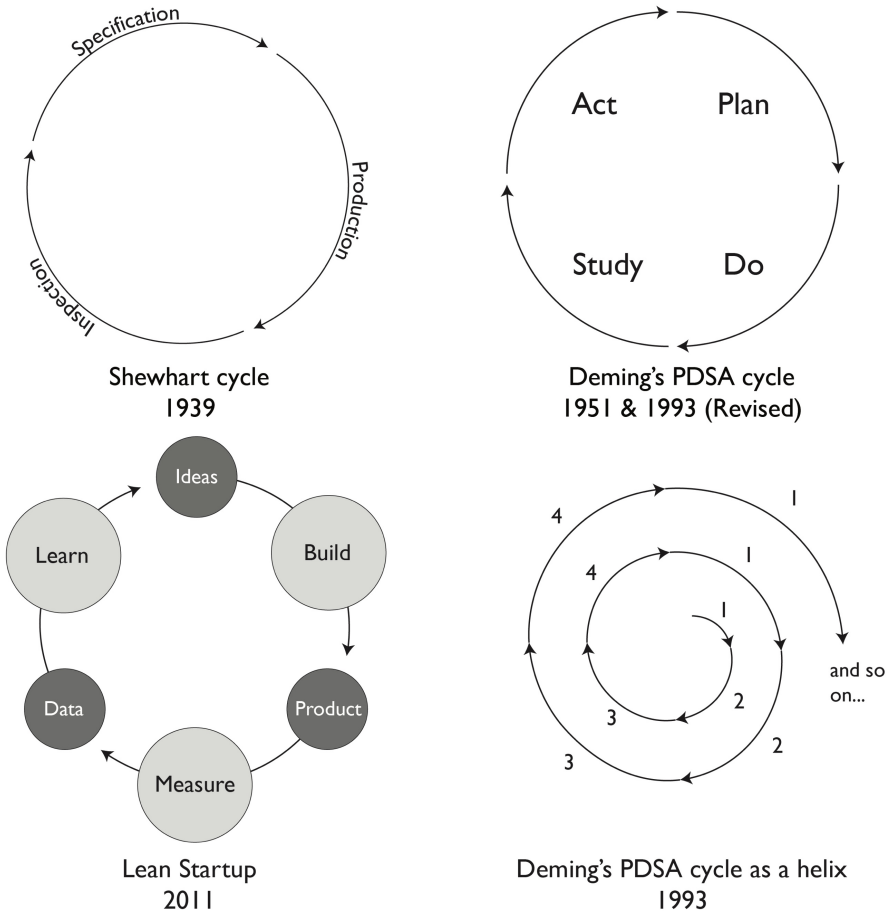 Specification
Production
Inspection
Shewhart cycle
1939
Act
Plan
Study
Do
Deming's PDSA cycle
1951 & 1993 (Revised)
Ideas
Learn
Build
Data
Product
Measure
Lean Startup
2011
1
4
1
4
1
2
3
2
3
and so
on...
Deming's PDSA cycle as a helix
1993